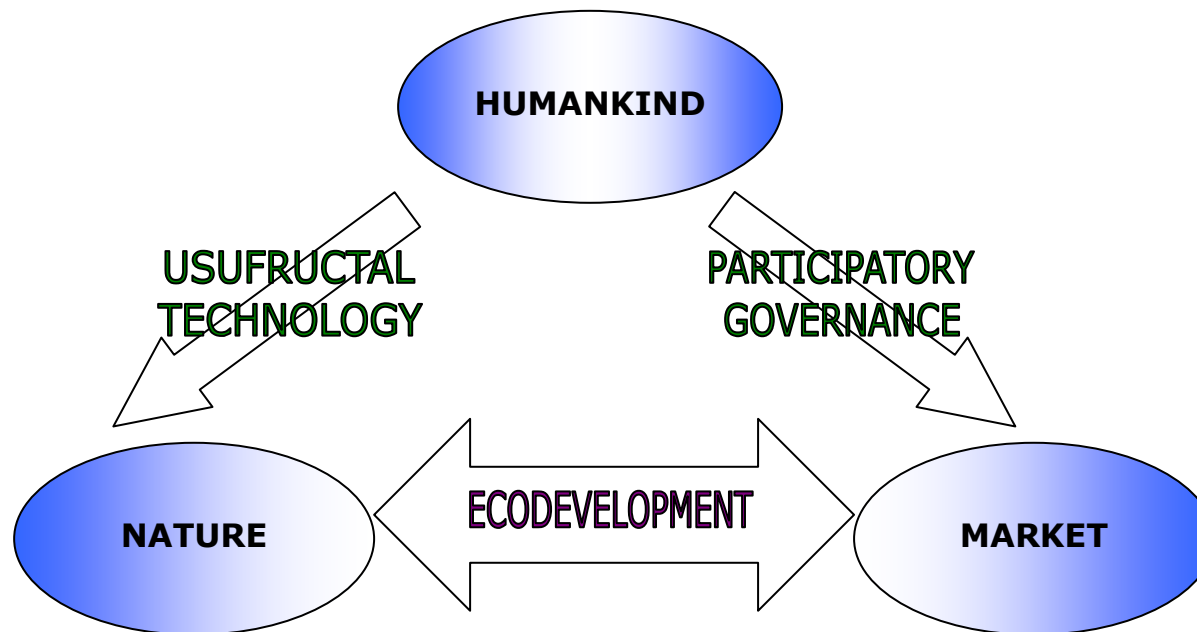 HUMANKIND
USUFRUCTAL
TECHNOLOGY
PARTICIPATORY
GOVERNANCE
ECODEVELOPMENT
NATURE
MARKET